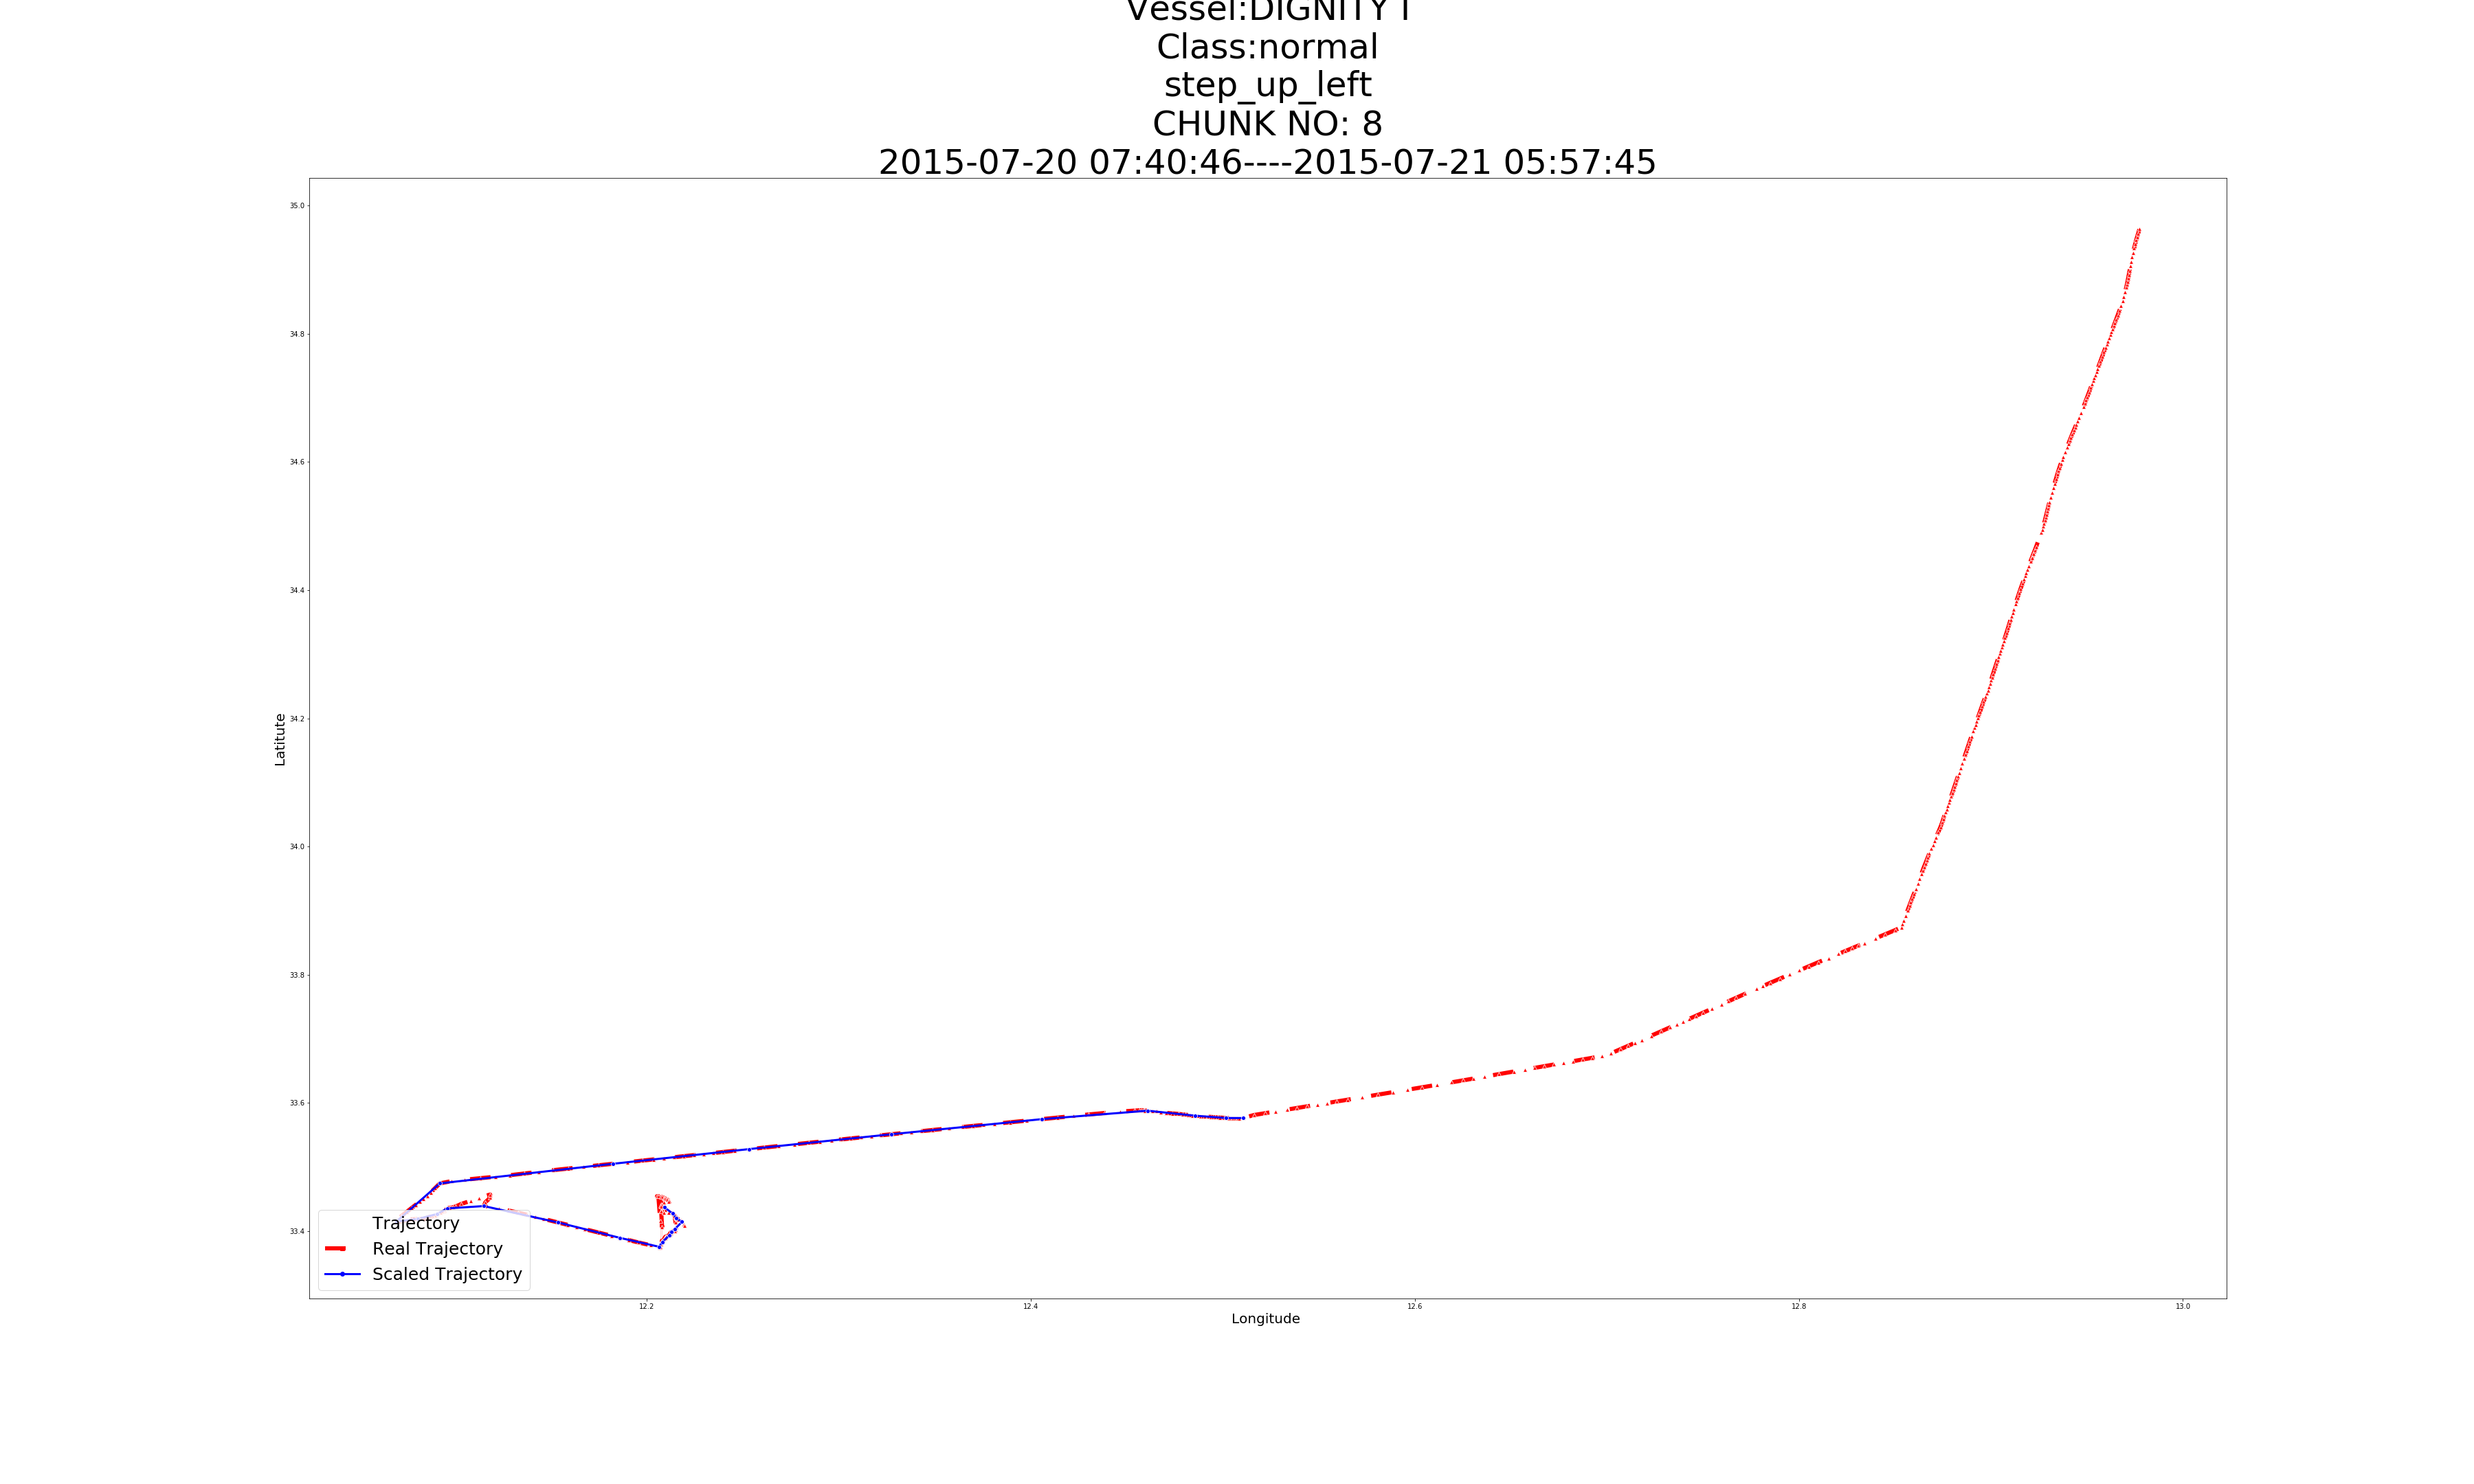 Vessel:DIGNITY I
Class:normal
step_up_left
CHUNK NO: 8
2015-07-20 07:40:46----2015-07-21 05:57:45
35.0
34.8
34.6
34.4
34.2
34.0
33.8
33.6
33.4
Latitute
Trajectory
Real Trajectory
Scaled Trajectory
12.2
12.4
12.6
12.8
13.0
Longitude